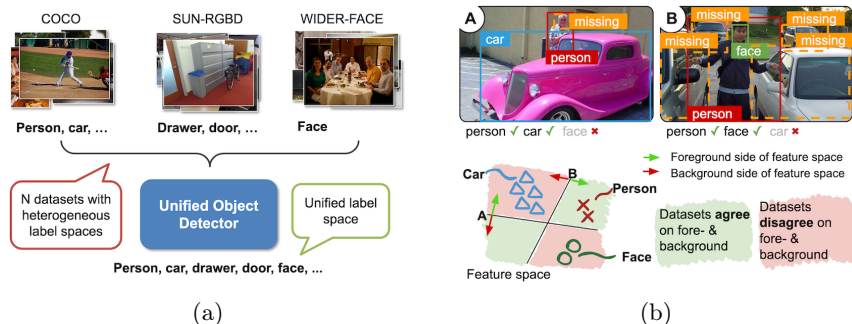 COCO
SUN-RGBD
WIDER-FACE
Person, car, ...
Drawer, door, ...
Face
N datasets with
heterogeneous
label spaces
Unified Object
Detector
Unified label
space
Person, car, drawer, door, face, ...
(a)
A
missing
car
person
person ✓ car ✓ face ✖
B
missing
missing
missing
missing
face
person
person ✓ face ✓ car ✖
Foreground side of feature space
Background side of feature space
Car
B
Person
A
Face
Feature space
Datasets agree
on fore- &
background
Datasets
disagree on
fore- &
background
(b)